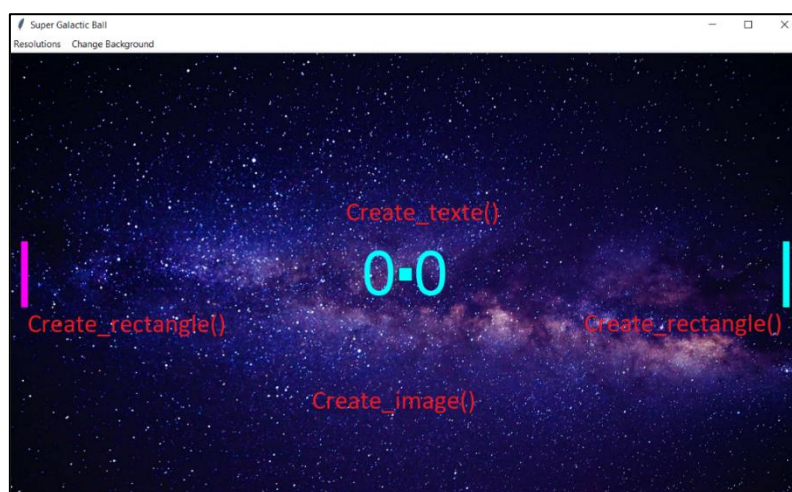 Super Galactic Ball
Resolutions Change Background
Create_texte()
0-0
Create_rectangle() Create_rectangle()
Create_image()